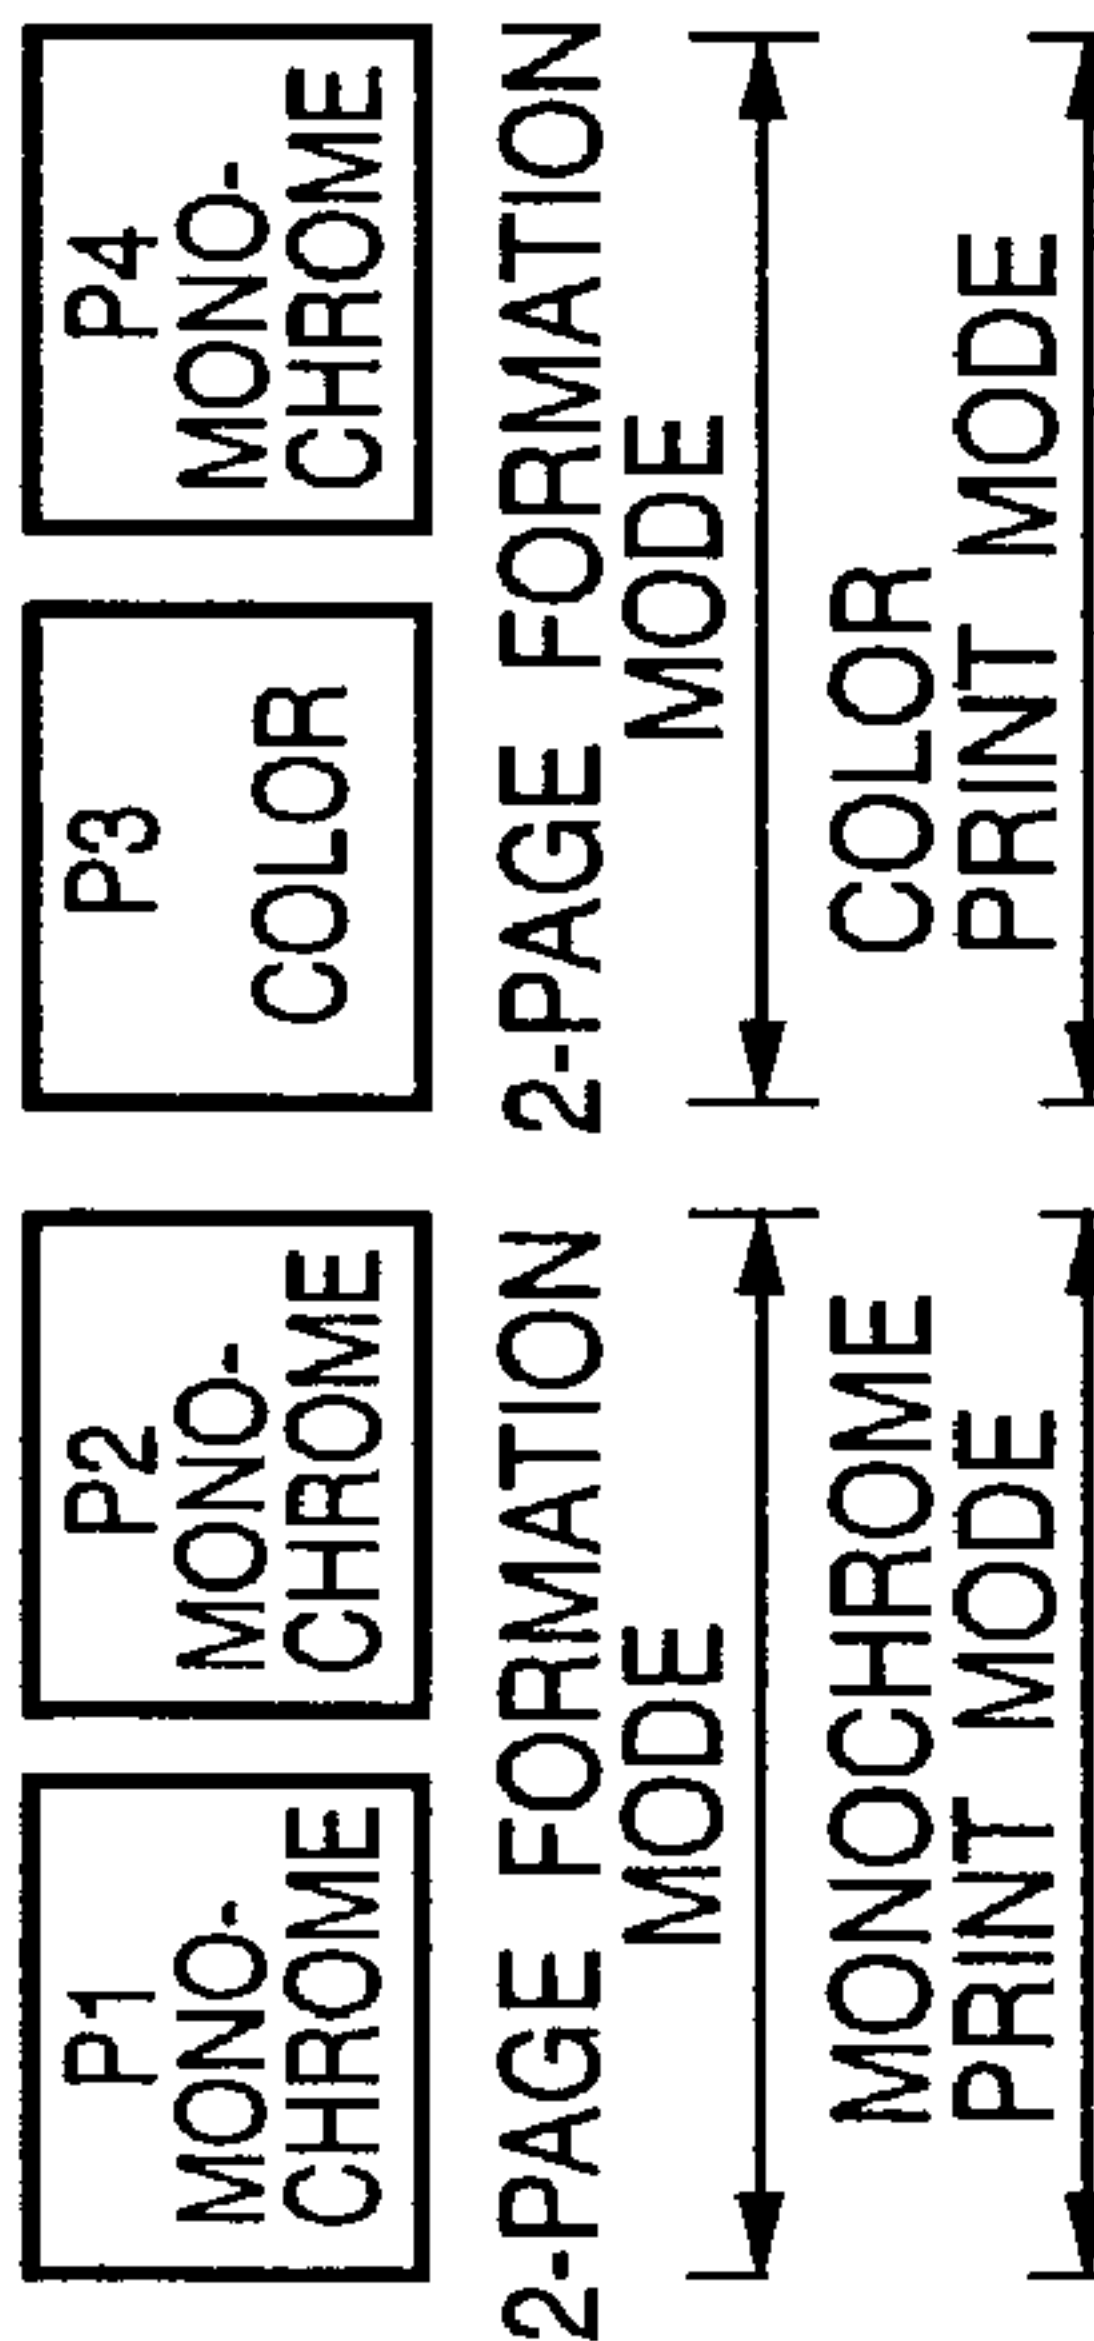 P1
MONO-
CHROME
P2
MONO-
CHROME
P3
COLOR
P4
MONO-
CHROME
2-PAGE FORMATION
MODE
2-PAGE FORMATION
MODE
MONOCHROME
PRINT MODE
COLOR
PRINT MODE